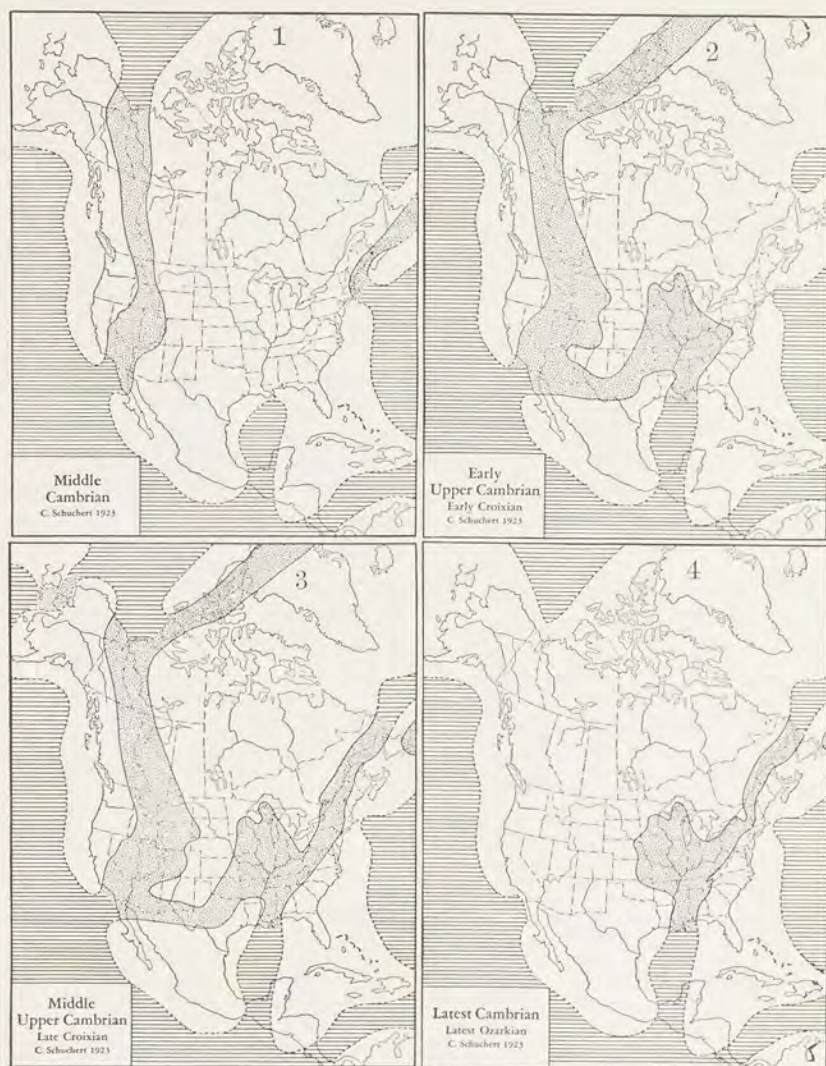 1
Middle
Cambrian
C. Schuchert 1923
2
Early
Upper Cambrian
Early Croixian
C. Schuchert 1923
3
Middle
Upper Cambrian
Late Croixian
C. Schuchert 1923
4
Latest Cambrian
Latest Ozarkian
C. Schuchert 1923